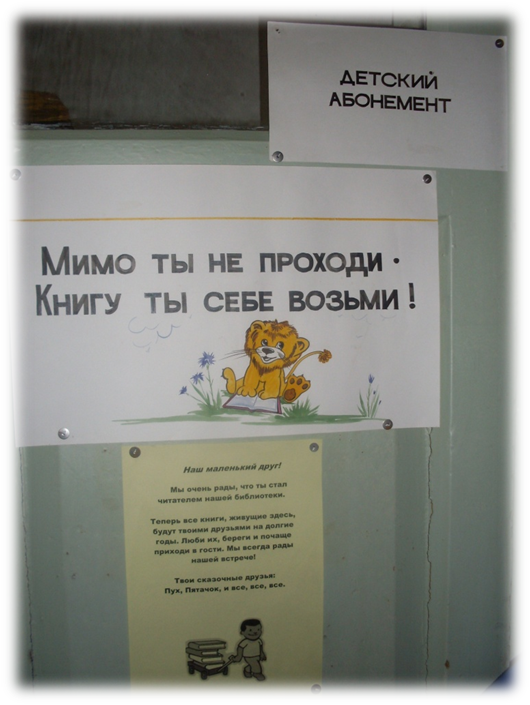 ДЕТСКИЙ
АБОНЕМЕНТ
Мимо ты не проходи.
Книгу ты себе возьми!
Наш маленький друг!
Мы очень рады, что ты стал
читателем нашей библиотеки.
Теперь все книги, живущие здесь,
будут твоими друзьями на долгие
годы. Люби их, береги и почаще
приходи в гости. Мы всегда рады
нашей встрече!
Твои сказочные друзья:
Пух, Пятачок, и все, все, все.